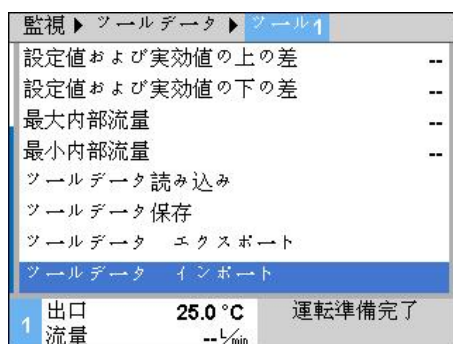 監視 ▶ ツールデータ ▶ ツール1
設定値および実効値の上の差 --
設定値および実効値の下の差 --
最大内部流量 --
最小内部流量 --
ツールデータ読み込み
ツールデータ保存
ツールデータ エクスポート
ツールデータ インポート
1 出口 25.0 °C 運転準備完了
流量 -- L/min